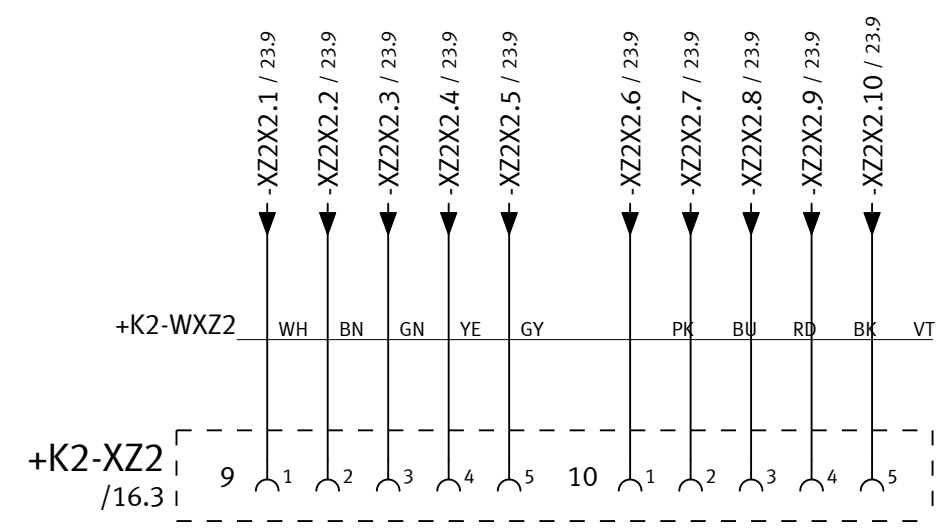 -XZ2X2.1 / 23.9
-XZ2X2.2 / 23.9
-XZ2X2.3 / 23.9
-XZ2X2.4 / 23.9
-XZ2X2.5 / 23.9
-XZ2X2.6 / 23.9
-XZ2X2.7 / 23.9
-XZ2X2.8 / 23.9
-XZ2X2.9 / 23.9
-XZ2X2.10 / 23.9
+K2-WXZ2 WH BN GN YE GY PK BU RD BK VT
+K2-XZ2
/16.3
9 1 2 3 4 5 10 1 2 3 4 5